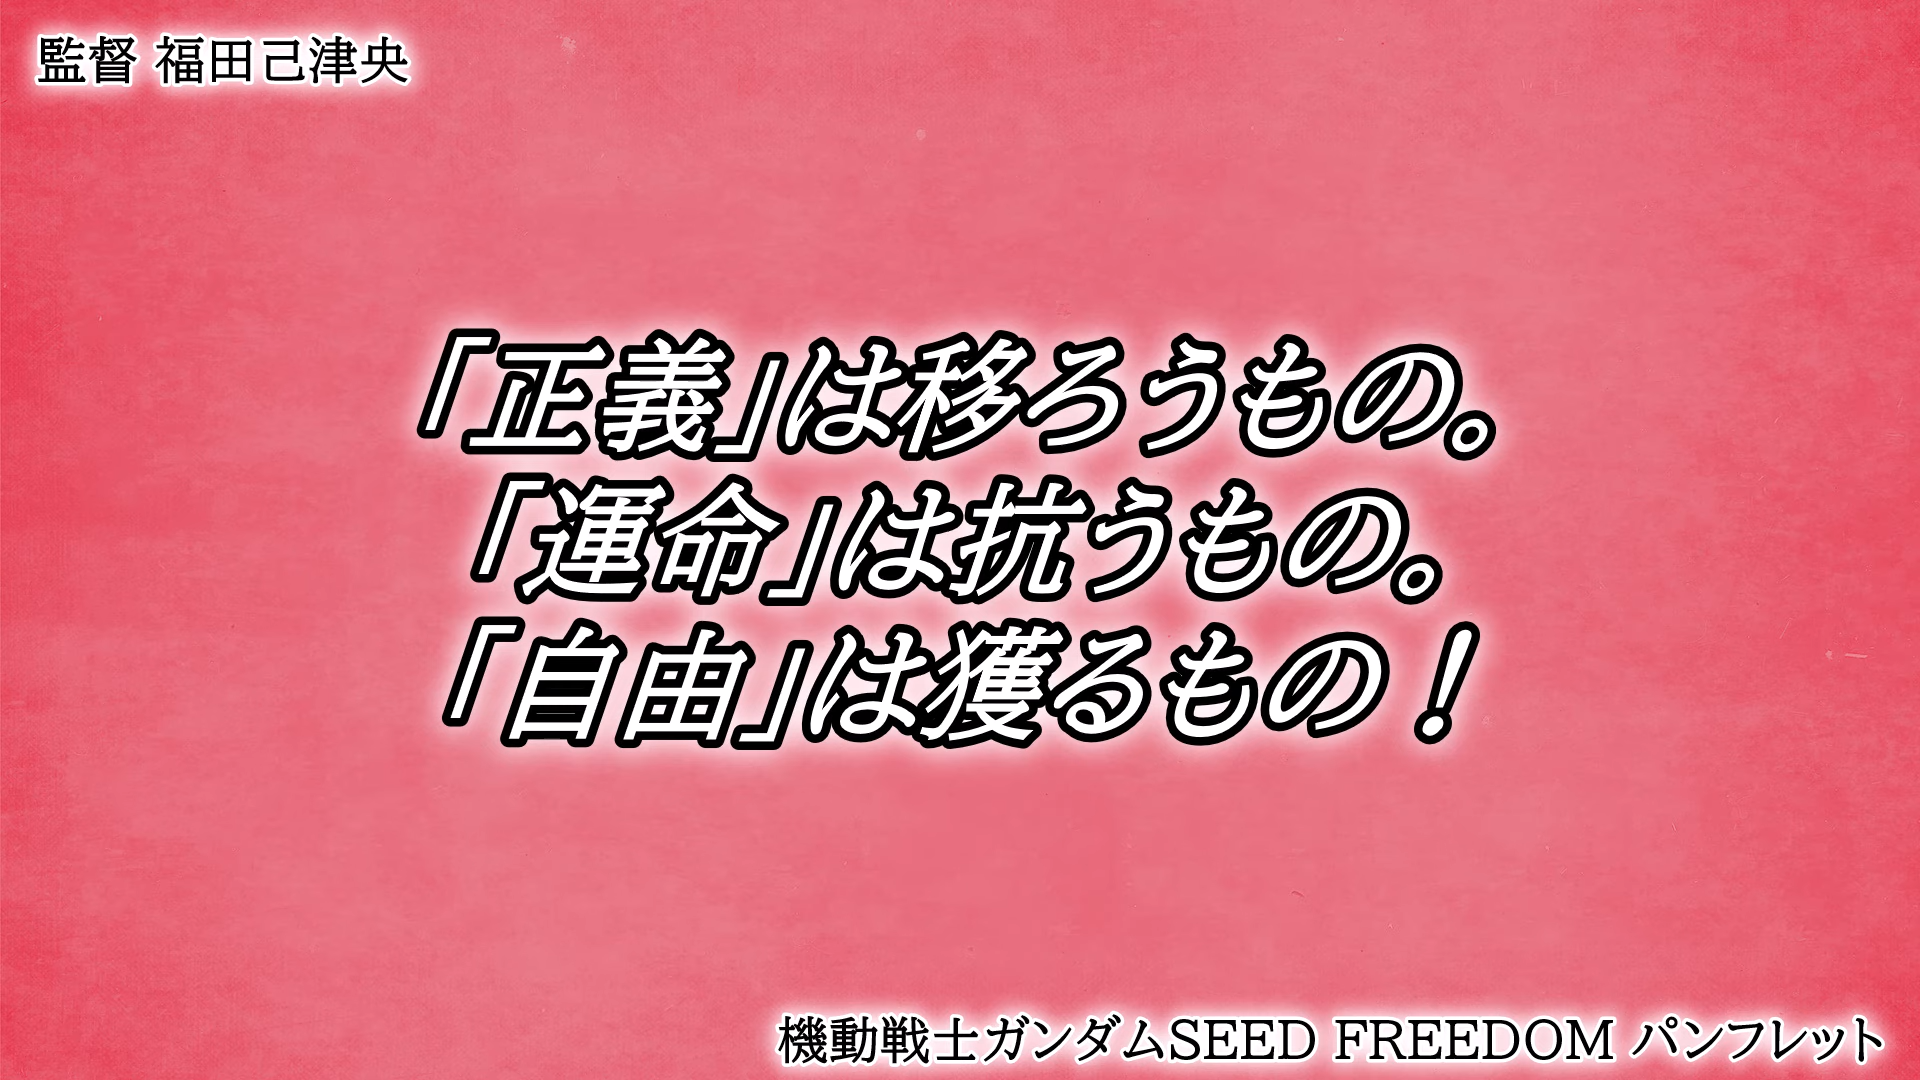 監督 福田己津央
「正義」は移ろうもの。
「運命」は抗うもの。
「自由」は獲るもの！
機動戦士ガンダムSEED FREEDOM パンフレット